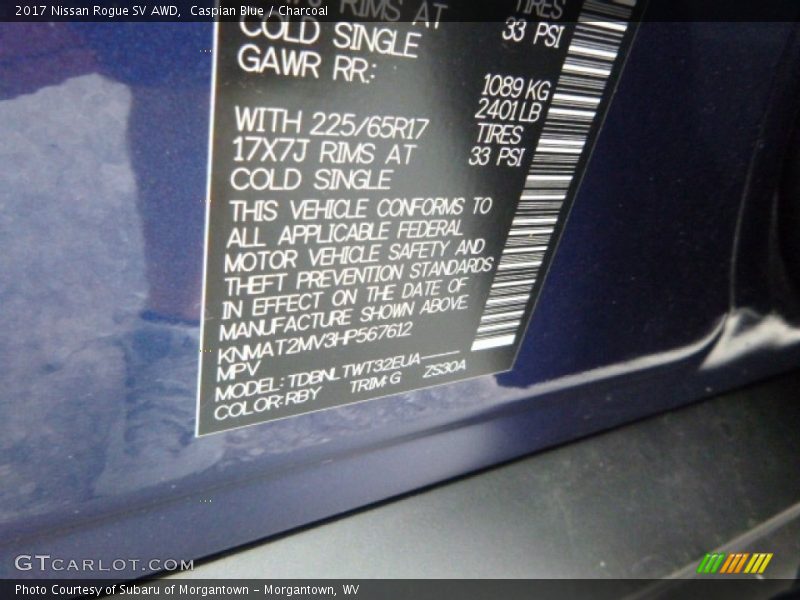 2017 Nissan Rogue SV AWD,  Caspian Blue / Charcoal
RIMS AT
TIRES
COLD SINGLE
33 PSI
GAWR RR:
1089 KG
2401 LB
WITH 225/65R17
TIRES
17X7J RIMS AT
33 PSI
COLD SINGLE
THIS VEHICLE CONFORMS TO
ALL APPLICABLE FEDERAL
MOTOR VEHICLE SAFETY AND
THEFT PREVENTION STANDARDS
IN EFFECT ON THE DATE OF
MANUFACTURE SHOWN ABOVE
KNMAT2MV3HP567612
MPV
MODEL: TDBNLTWT32EUA----
COLOR:RBY TRIM:G ZS30A
GTCARLOT.COM
Photo Courtesy of Subaru of Morgantown - Morgantown, WV